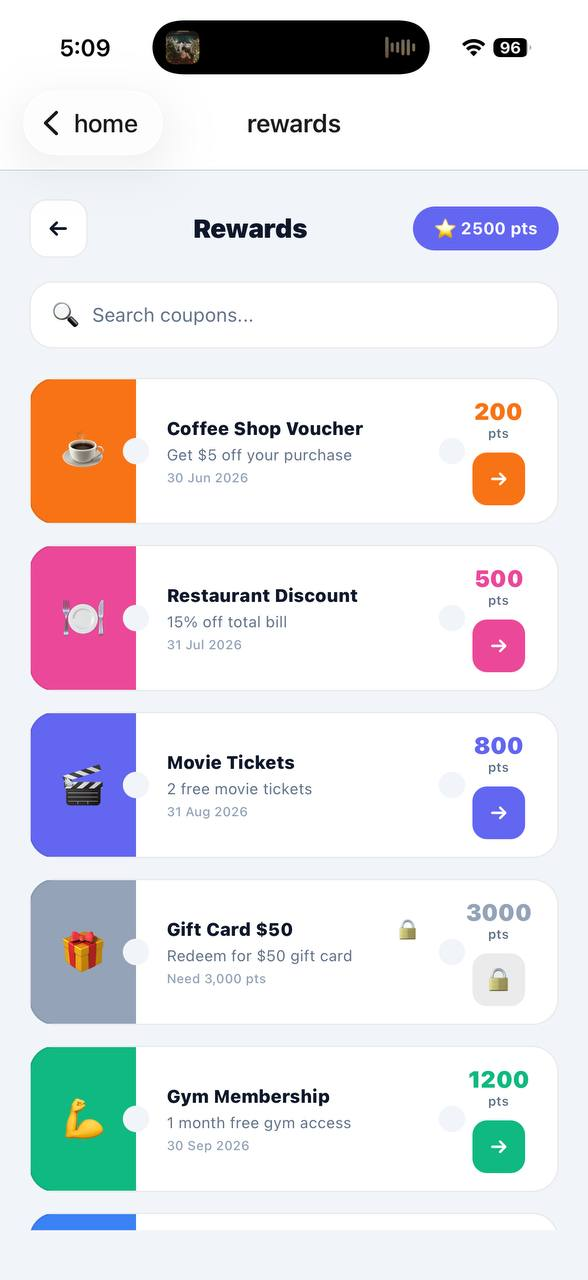 5:09
96
home
rewards
Rewards
⭐ 2500 pts
Search coupons...
Coffee Shop Voucher
Get $5 off your purchase
30 Jun 2026
200
pts
Restaurant Discount
15% off total bill
31 Jul 2026
500
pts
Movie Tickets
2 free movie tickets
31 Aug 2026
800
pts
Gift Card $50
Redeem for $50 gift card
Need 3,000 pts
3000
pts
Gym Membership
1 month free gym access
30 Sep 2026
1200
pts